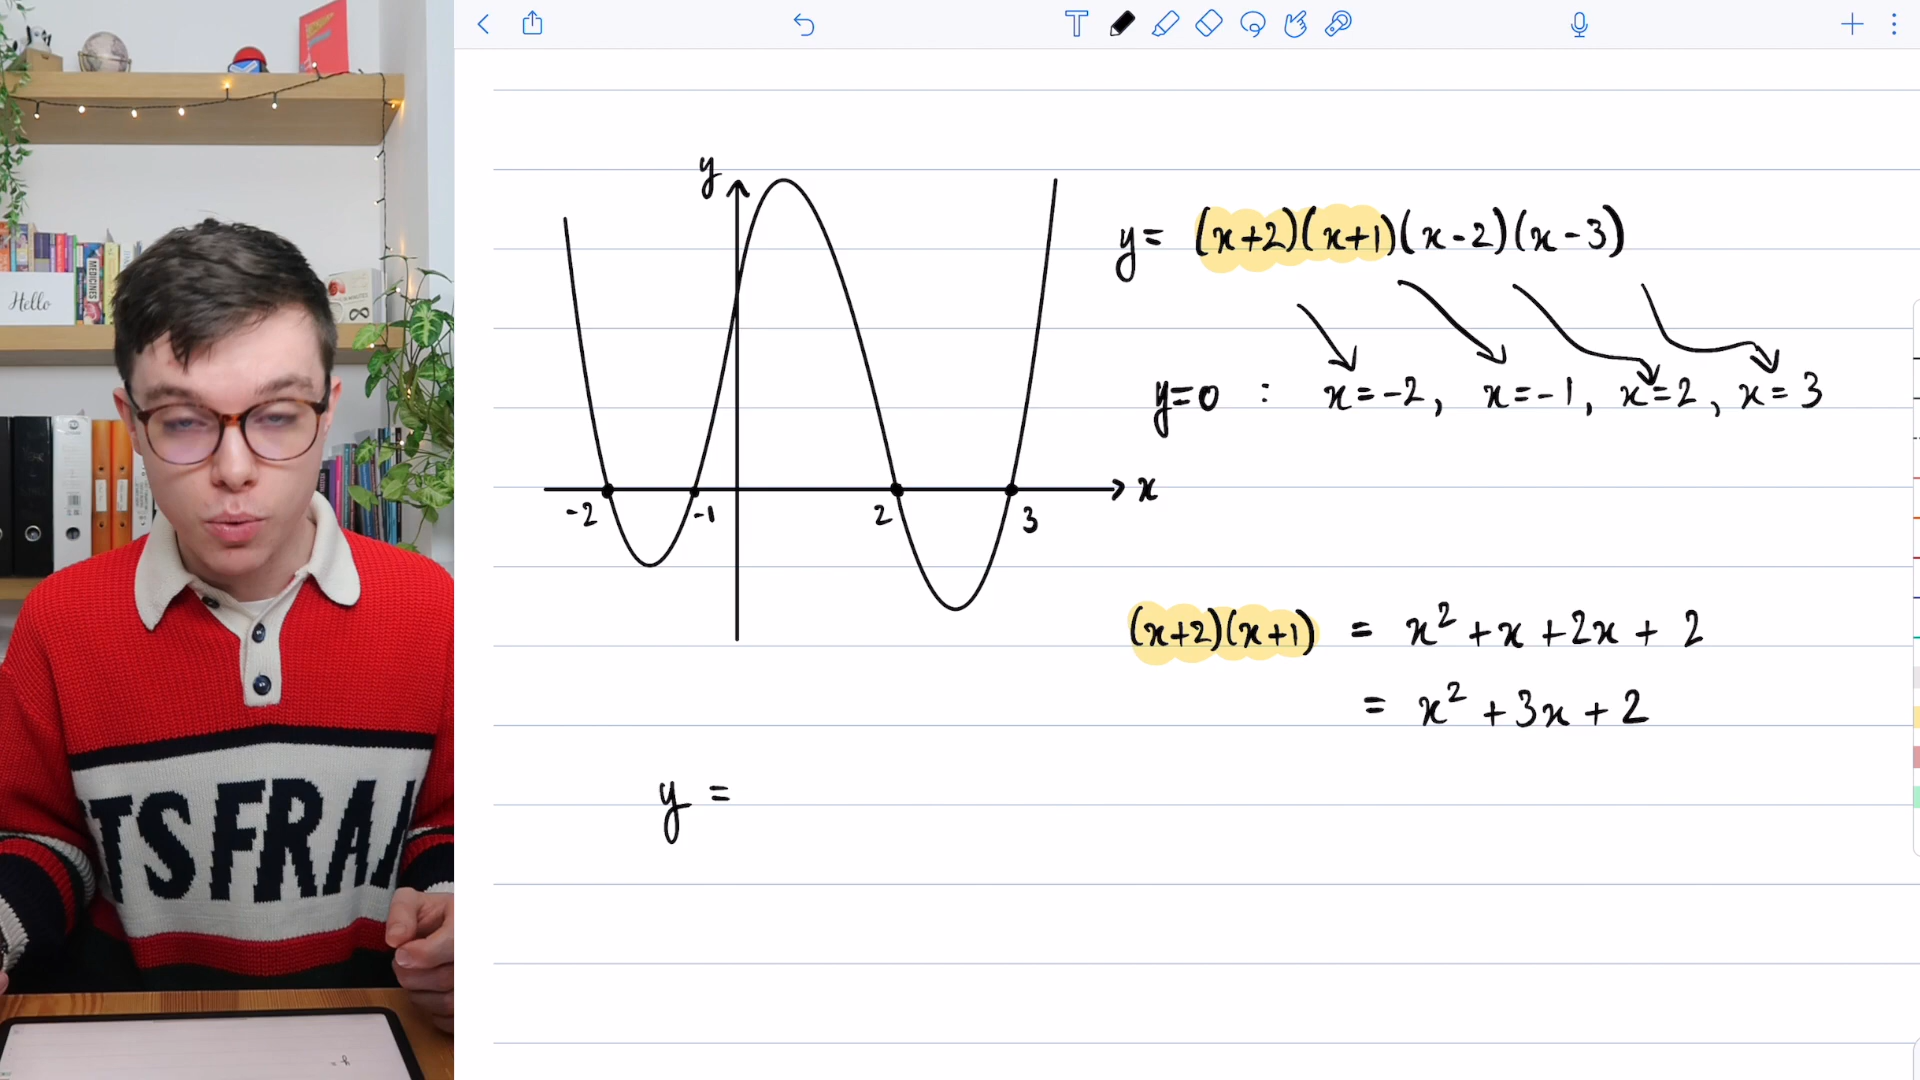 Hello
MEDICINES
TSFRA
y
y = (x+2)(x+1)(x-2)(x-3)
y=0 : x=-2, x=-1, x=2, x=3
x
-2 -1 2 3
(x+2)(x+1) = x² + x + 2x + 2
= x² + 3x + 2
y =